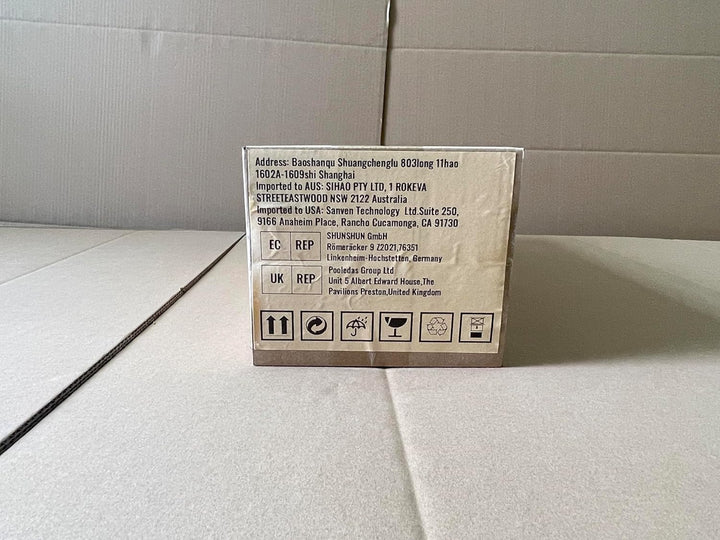 Address: Baoshanqu Shuangchenglu 803long 11hao
1602A-1609shi Shanghai
Imported to AUS: SIHAO PTY LTD, 1 ROKEVA
STREETEASTWOOD NSW 2122 Australia
Imported to USA: Sanven Technology Ltd.Suite 250,
9166 Anaheim Place, Rancho Cucamonga, CA 91730
EC REP
SHUNSHUN GmbH
Römeräcker 9 Z2021,76351
Linkenheim-Hochstetten, Germany
UK REP
Pooledas Group Ltd
Unit 5 Albert Edward House,The
Pavilions Preston,United Kingdom